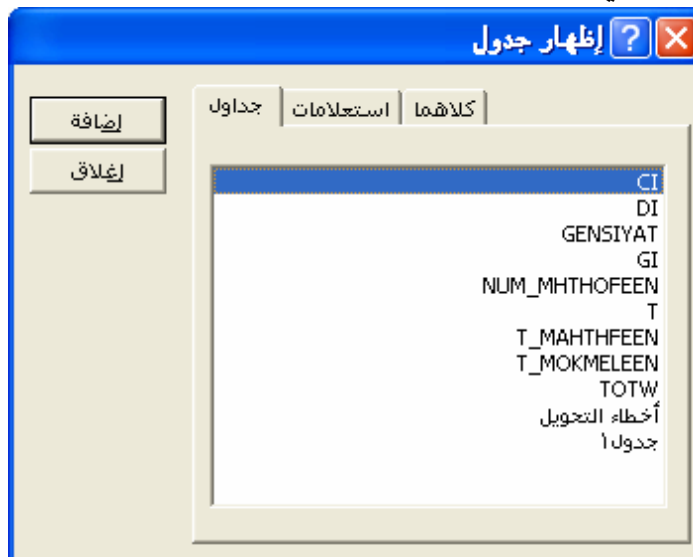 إظهار جدول
جداول استعلامات كلاهما
إضافة
إغلاق
CI
DI
GENSIYAT
GI
NUM_MHTHOFEEN
T
T_MAHTHFEEN
T_MOKMELEEN
TOTW
أخطاء التحويل
جدول١